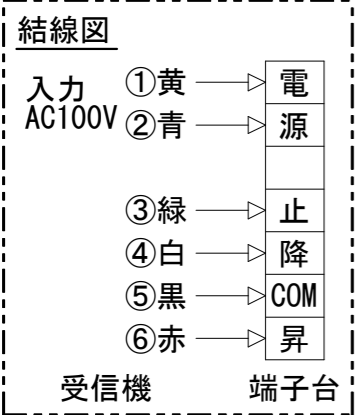 結線図
入力
AC100V
①黄 電
②青 源
③緑 止
④白 降
⑤黒 COM
⑥赤 昇
受信機 端子台